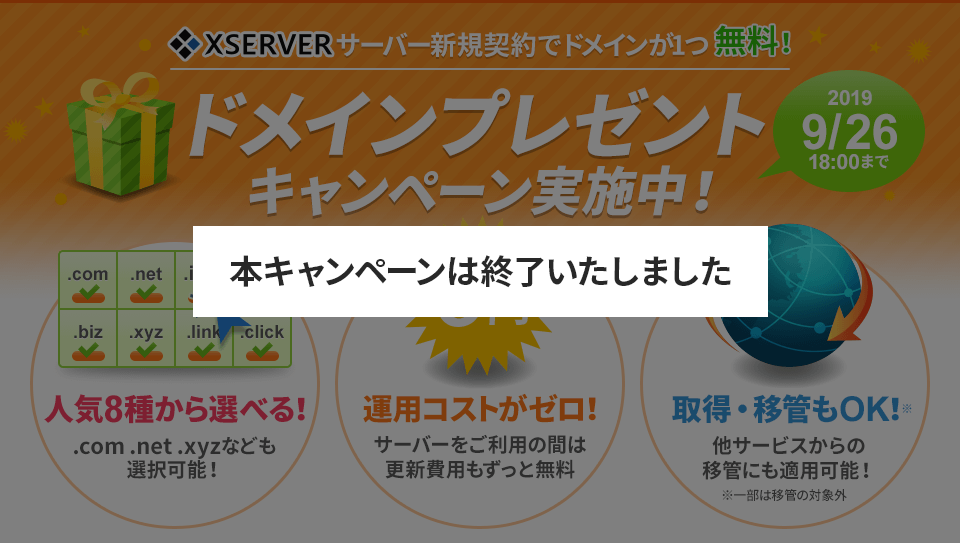 XSERVER サーバー新規契約でドメインが1つ 無料!
ドメインプレゼント
キャンペーン実施中!
2019
9/26
18:00まで
本キャンペーンは終了いたしました
.com .net
.biz .xyz .link .click
人気8種から選べる!
.com .net .xyzなども
選択可能!
運用コストがゼロ!
サーバーをご利用の間は
更新費用もずっと無料
取得・移管もOK!※
他サービスからの
移管にも適用可能!
※一部は移管の対象外